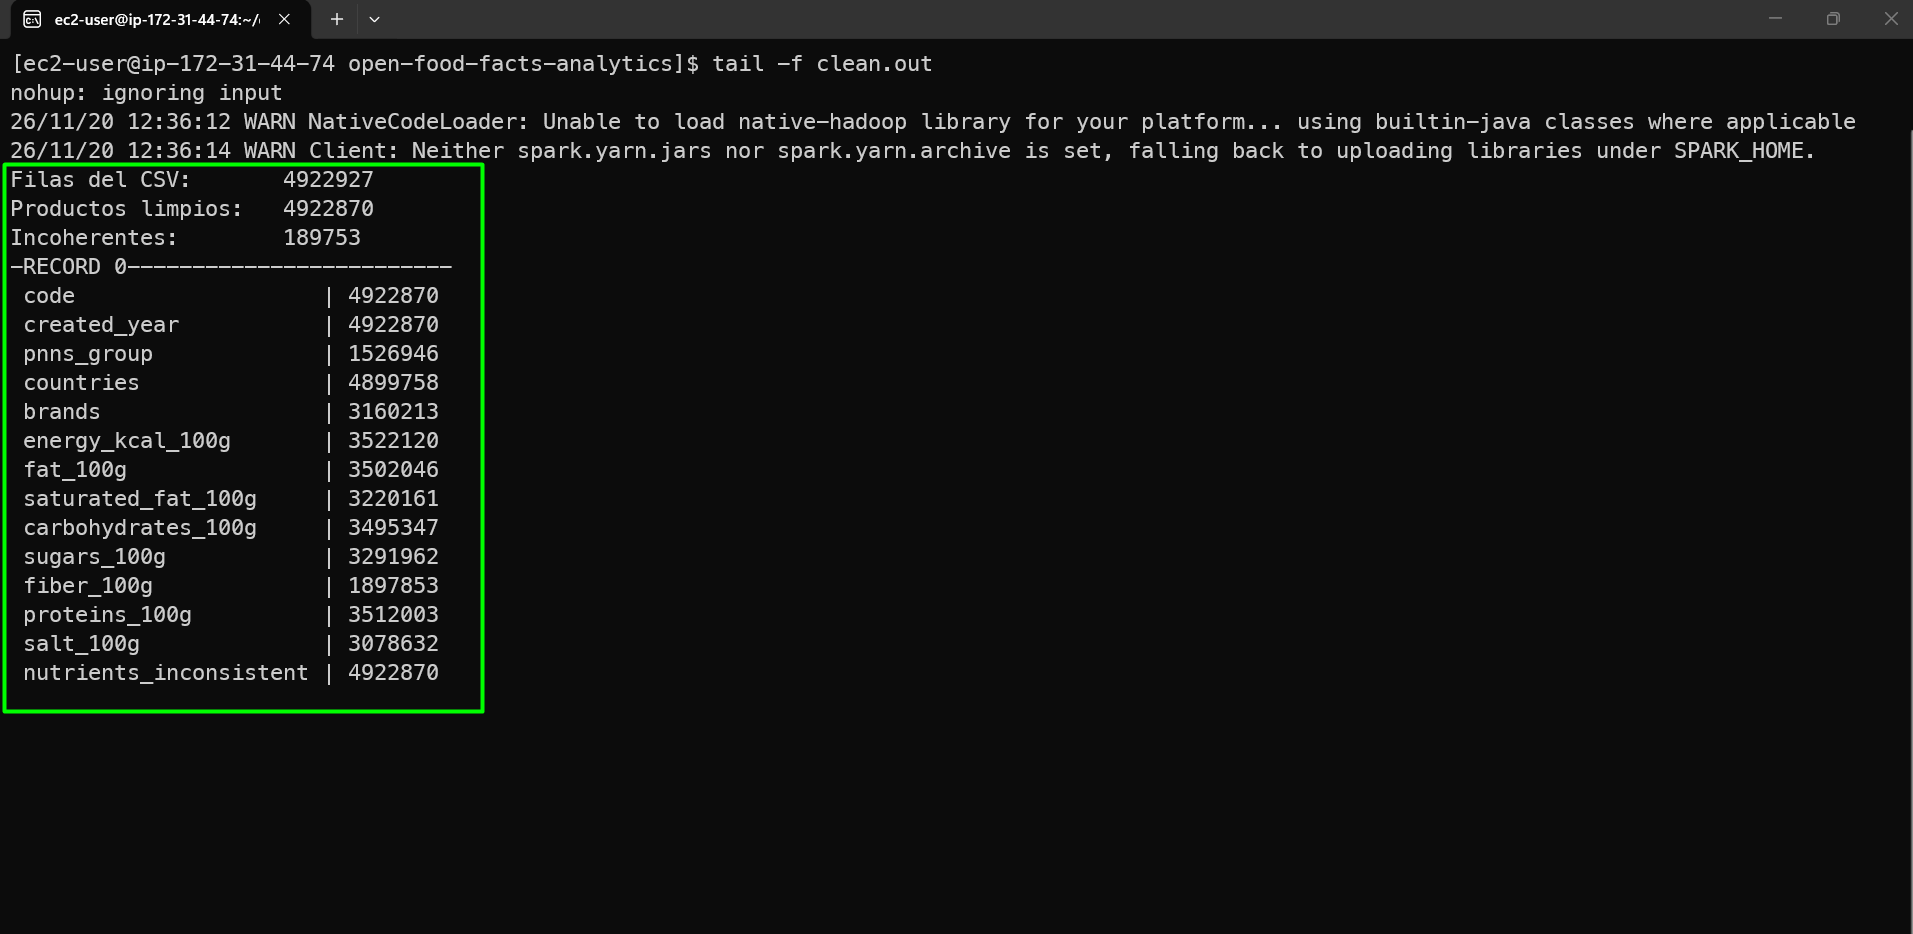 ec2-user@ip-172-31-44-74:~/
[ec2-user@ip-172-31-44-74 open-food-facts-analytics]$ tail -f clean.out
nohup: ignoring input
26/11/20 12:36:12 WARN NativeCodeLoader: Unable to load native-hadoop library for your platform... using builtin-java classes where applicable
26/11/20 12:36:14 WARN Client: Neither spark.yarn.jars nor spark.yarn.archive is set, falling back to uploading libraries under SPARK_HOME.
Filas del CSV:       4922927
Productos limpios:   4922870
Incoherentes:        189753
-RECORD 0-------------------------
 code                   | 4922870
 created_year           | 4922870
 pnns_group             | 1526946
 countries              | 4899758
 brands                 | 3160213
 energy_kcal_100g       | 3522120
 fat_100g               | 3502046
 saturated_fat_100g     | 3220161
 carbohydrates_100g     | 3495347
 sugars_100g            | 3291962
 fiber_100g             | 1897853
 proteins_100g          | 3512003
 salt_100g              | 3078632
 nutrients_inconsistent | 4922870